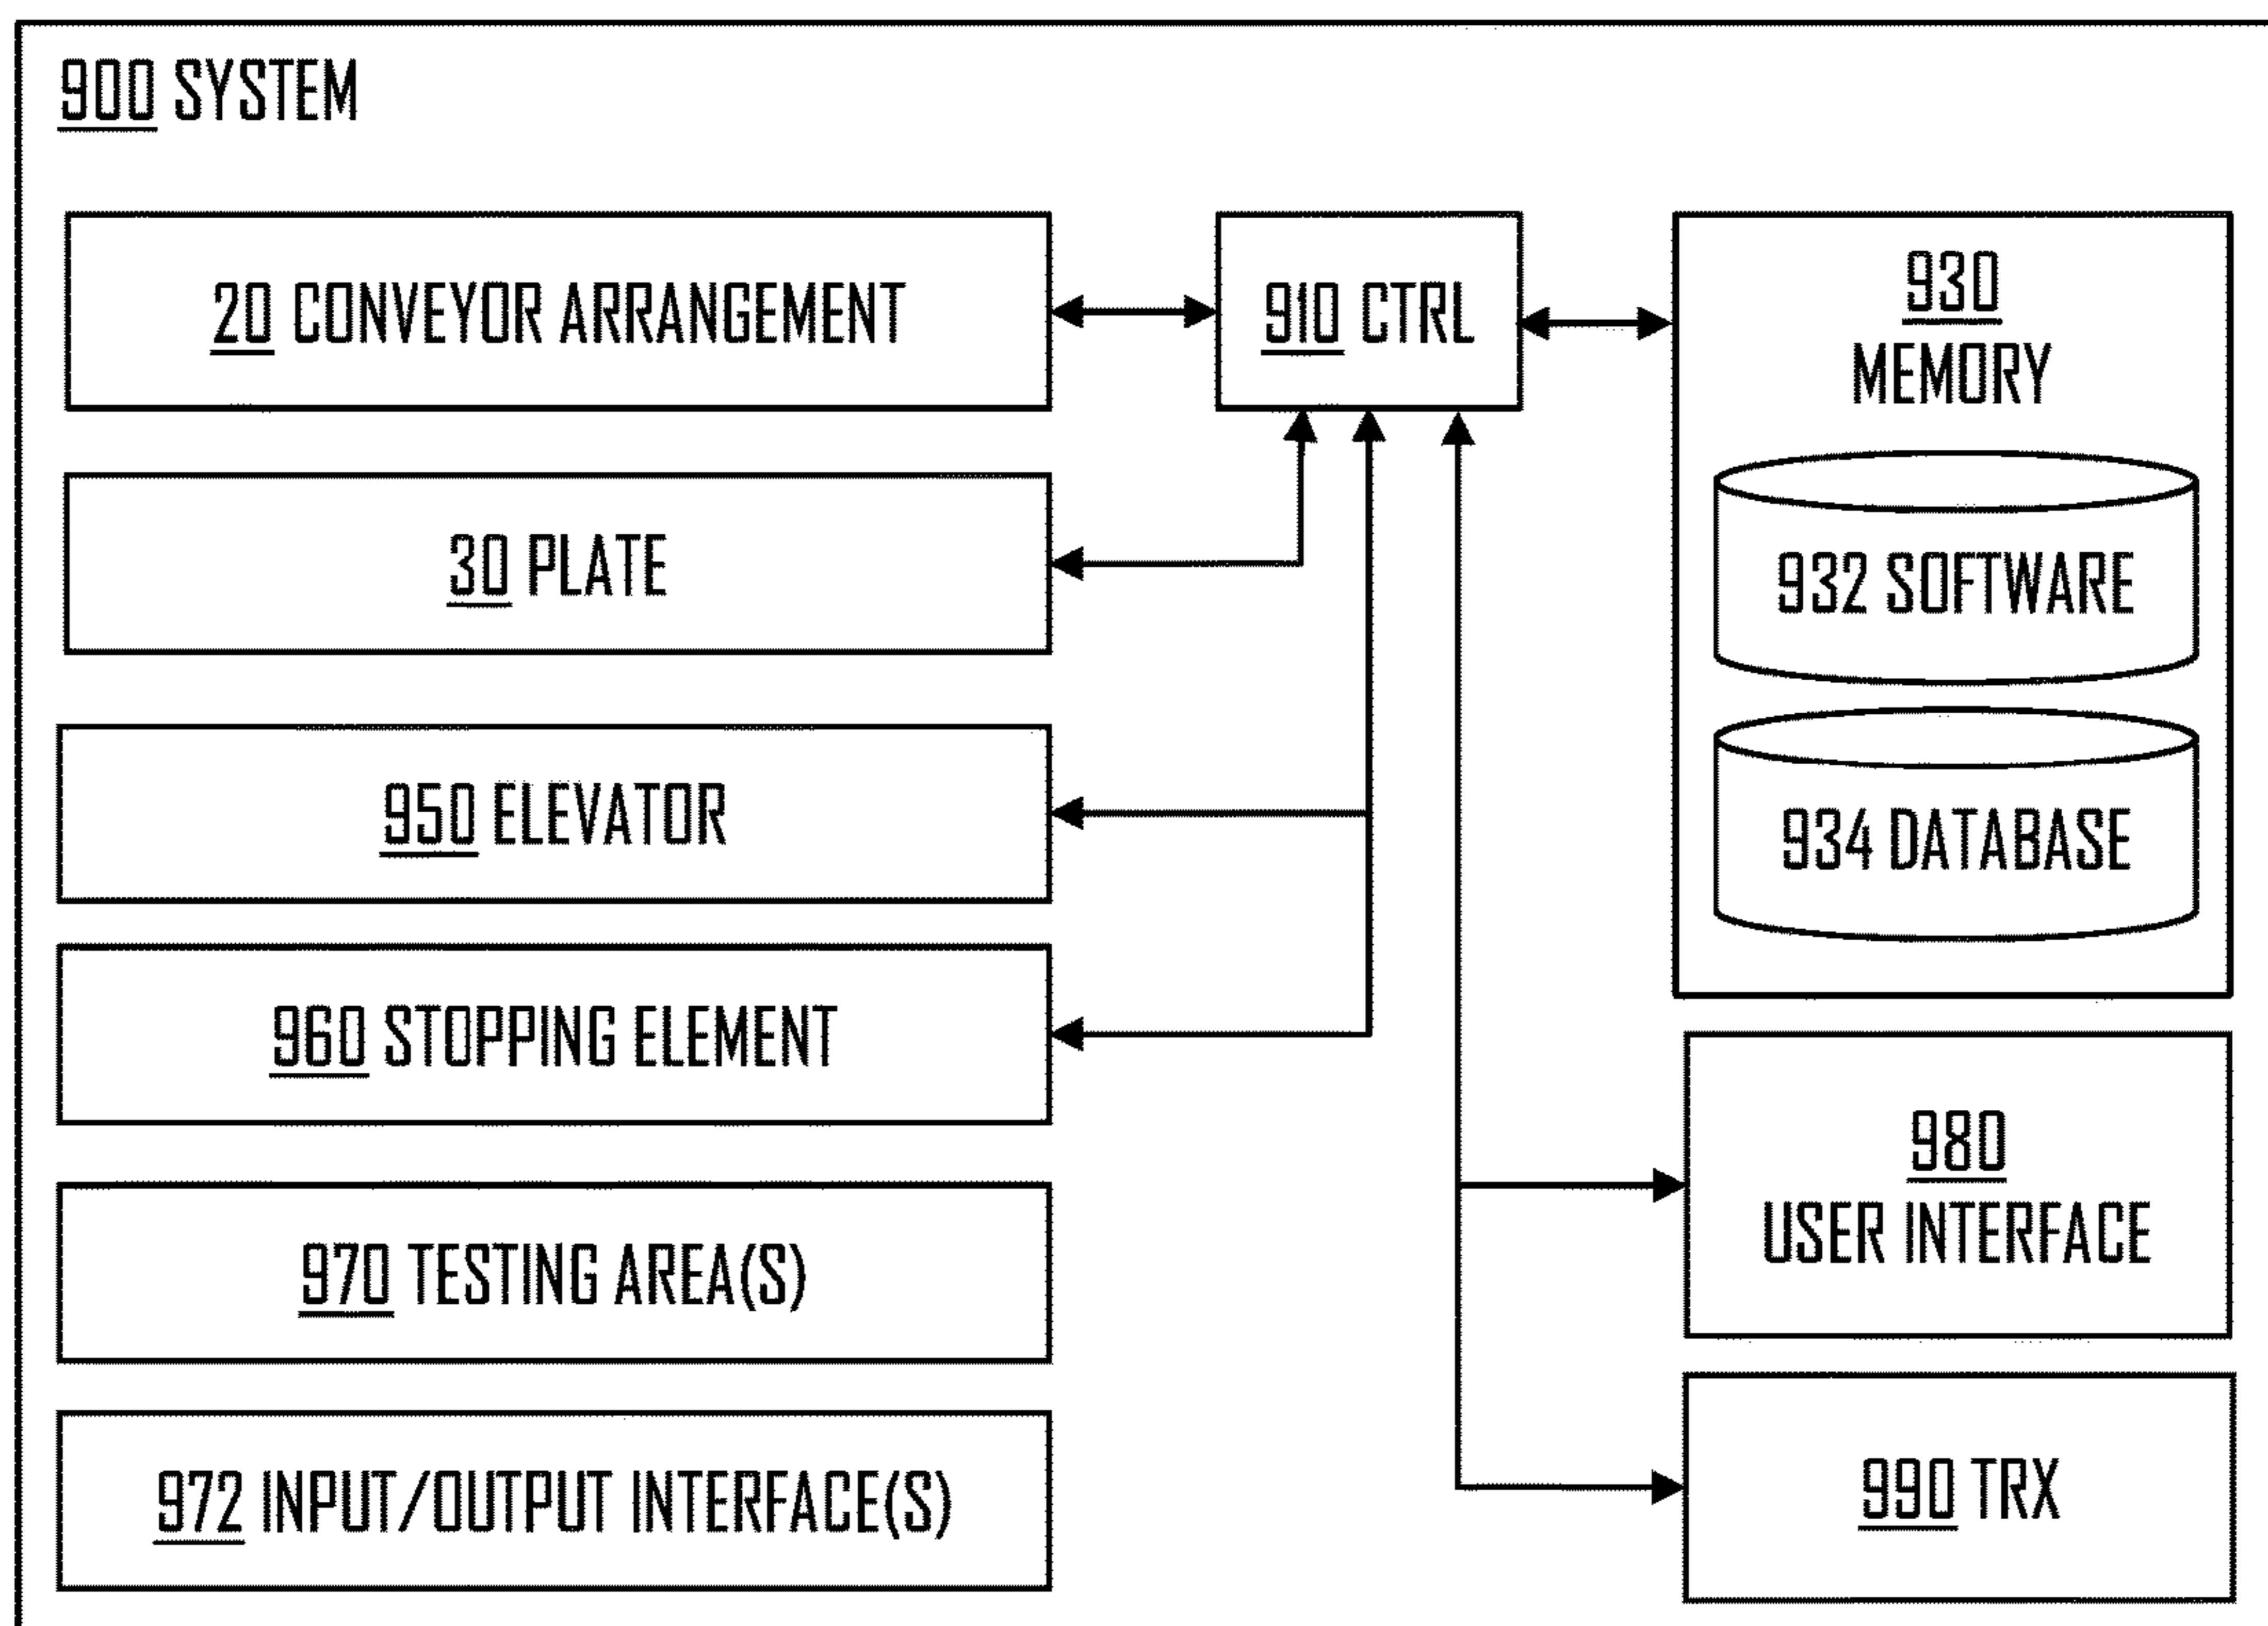 900 SYSTEM
20 CONVEYOR ARRANGEMENT
910 CTRL
930
MEMORY
932 SOFTWARE
934 DATABASE
30 PLATE
950 ELEVATOR
960 STOPPING ELEMENT
970 TESTING AREA(S)
972 INPUT/OUTPUT INTERFACE(S)
980
USER INTERFACE
990 TRX